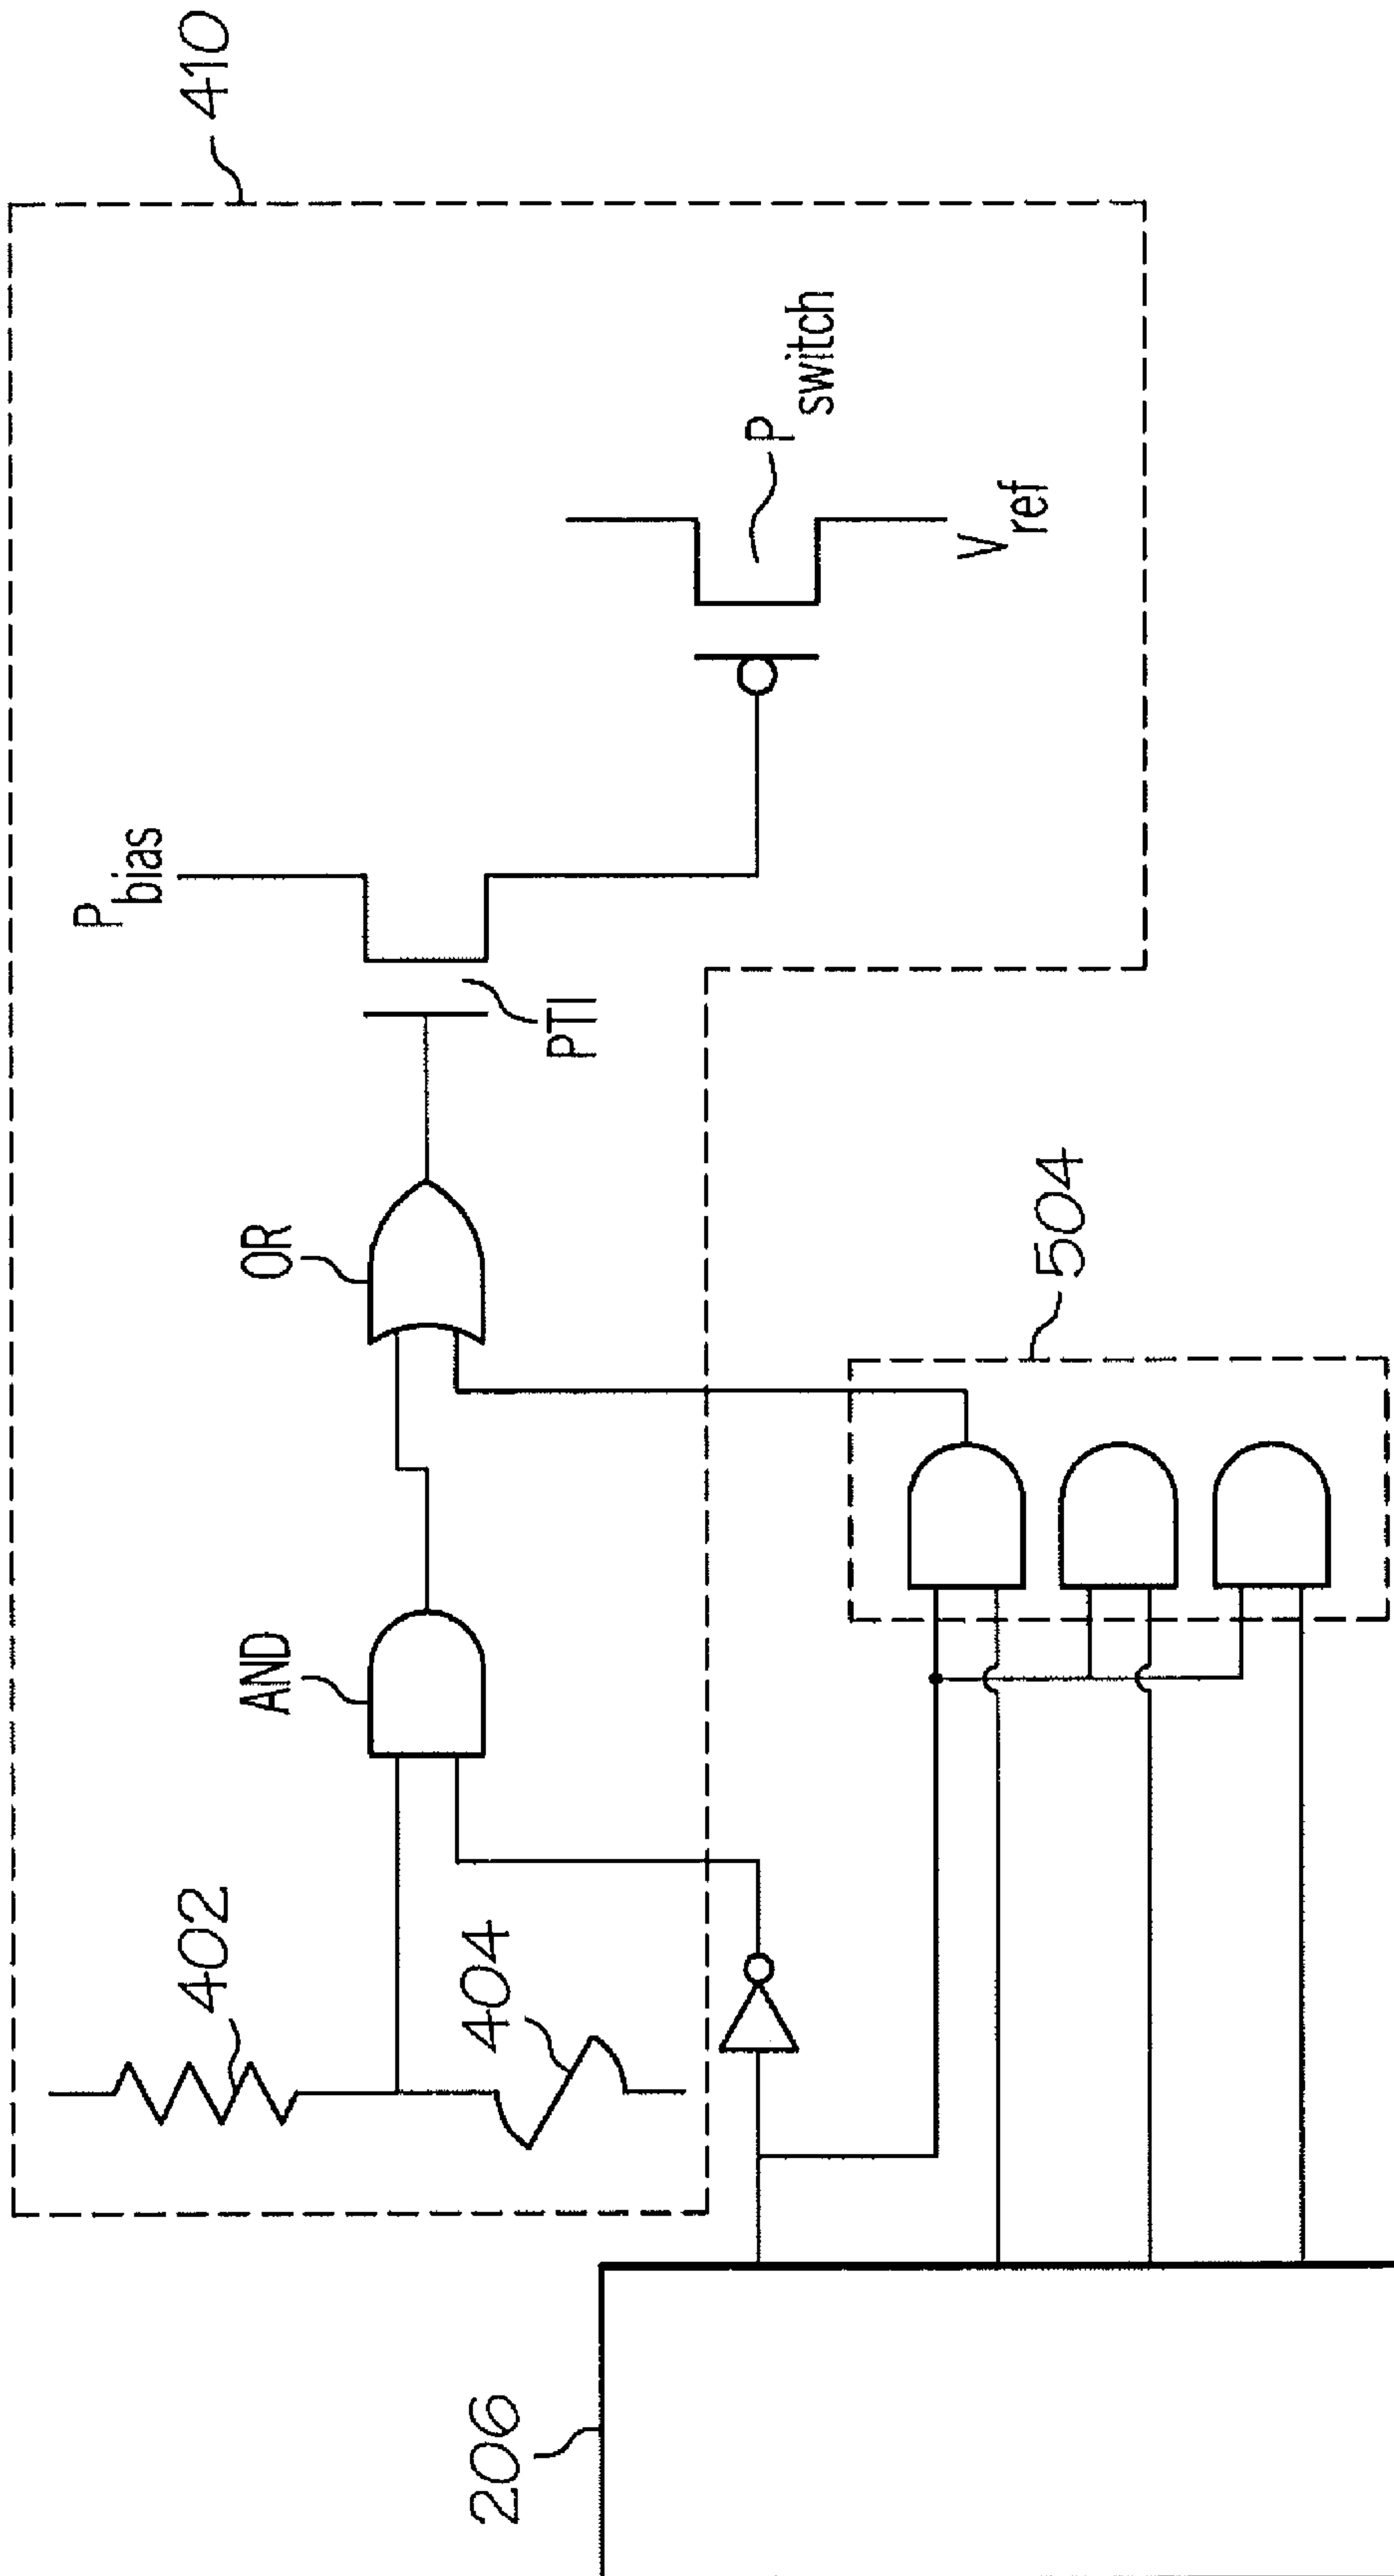 410
402
AND
OR
P
bias
404
PTI
P
switch
V
ref
206
504